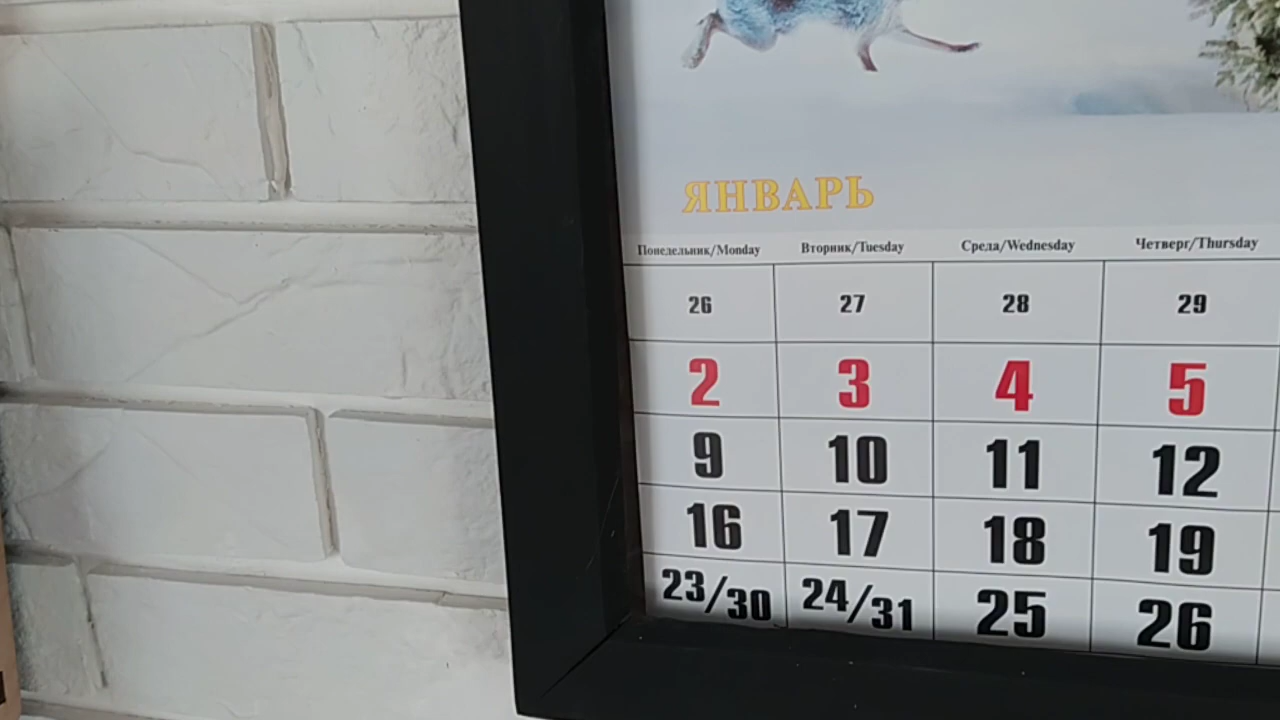 ЯНВАРЬ
Понедельник/Monday Вторник/Tuesday Среда/Wednesday Четверг/Thursday
26 27 28 29
2 3 4 5
9 10 11 12
16 17 18 19
23/30 24/31 25 26